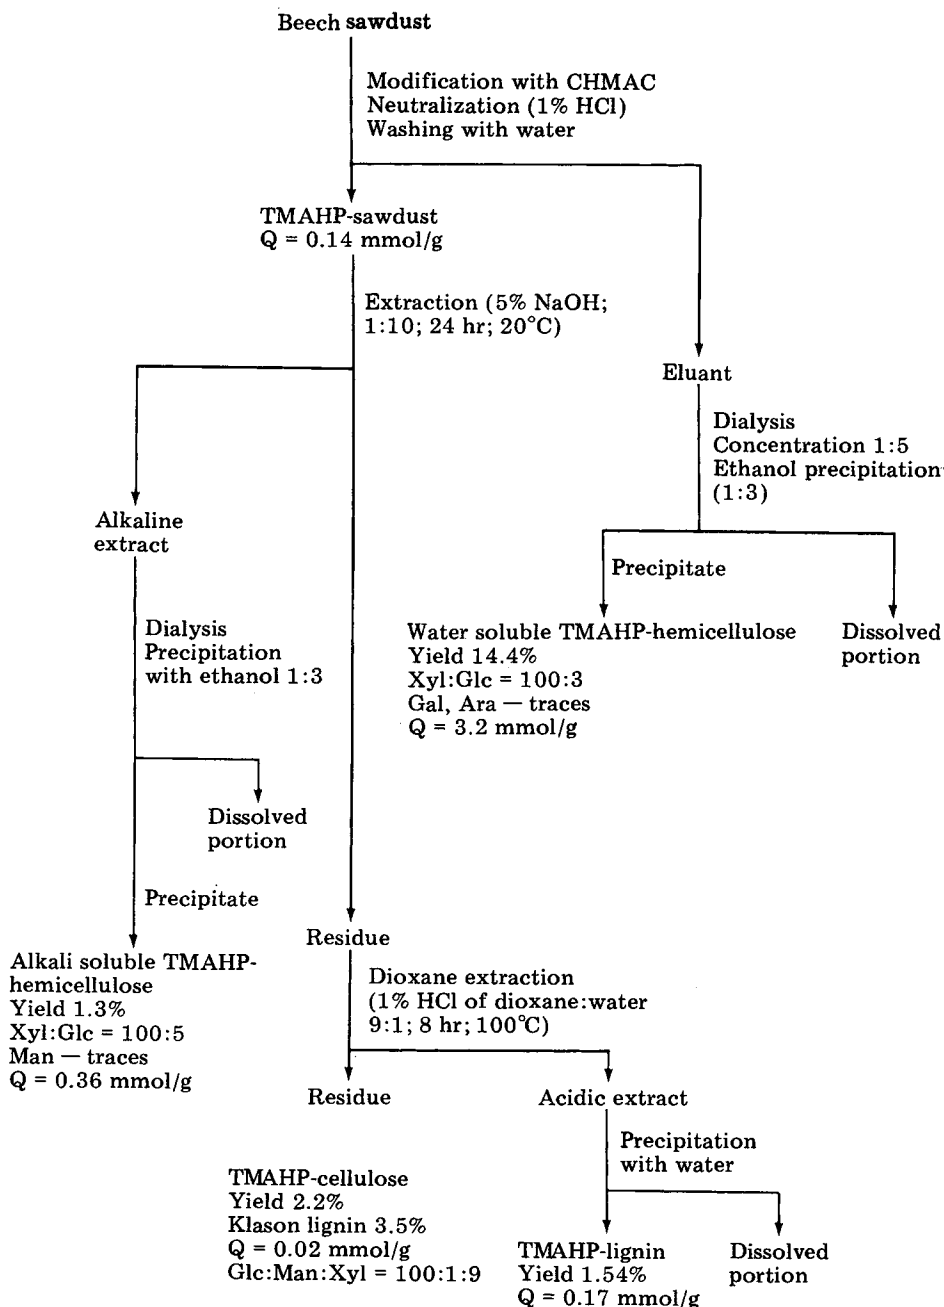 Beech sawdust
Modification with CHMAC
Neutralization (1% HCl)
Washing with water
TMAHP-sawdust
Q = 0.14 mmol/g
Extraction (5% NaOH;
1:10; 24 hr; 20°C)
Eluant
Dialysis
Concentration 1:5
Ethanol precipitation
(1:3)
Alkaline
extract
Dialysis
Precipitation
with ethanol 1:3
Precipitate
Water soluble TMAHP-hemicellulose
Yield 14.4%
Xyl:Glc = 100:3
Gal, Ara — traces
Q = 3.2 mmol/g
Dissolved
portion
Dissolved
portion
Precipitate
Alkali soluble TMAHP-
hemicellulose
Yield 1.3%
Xyl:Glc = 100:5
Man — traces
Q = 0.36 mmol/g
Residue
Dioxane extraction
(1% HCl of dioxane:water
9:1; 8 hr; 100°C)
Residue
Acidic extract
Precipitation
with water
TMAHP-cellulose
Yield 2.2%
Klason lignin 3.5%
Q = 0.02 mmol/g
Glc:Man:Xyl = 100:1:9
TMAHP-lignin
Yield 1.54%
Q = 0.17 mmol/g
Dissolved
portion